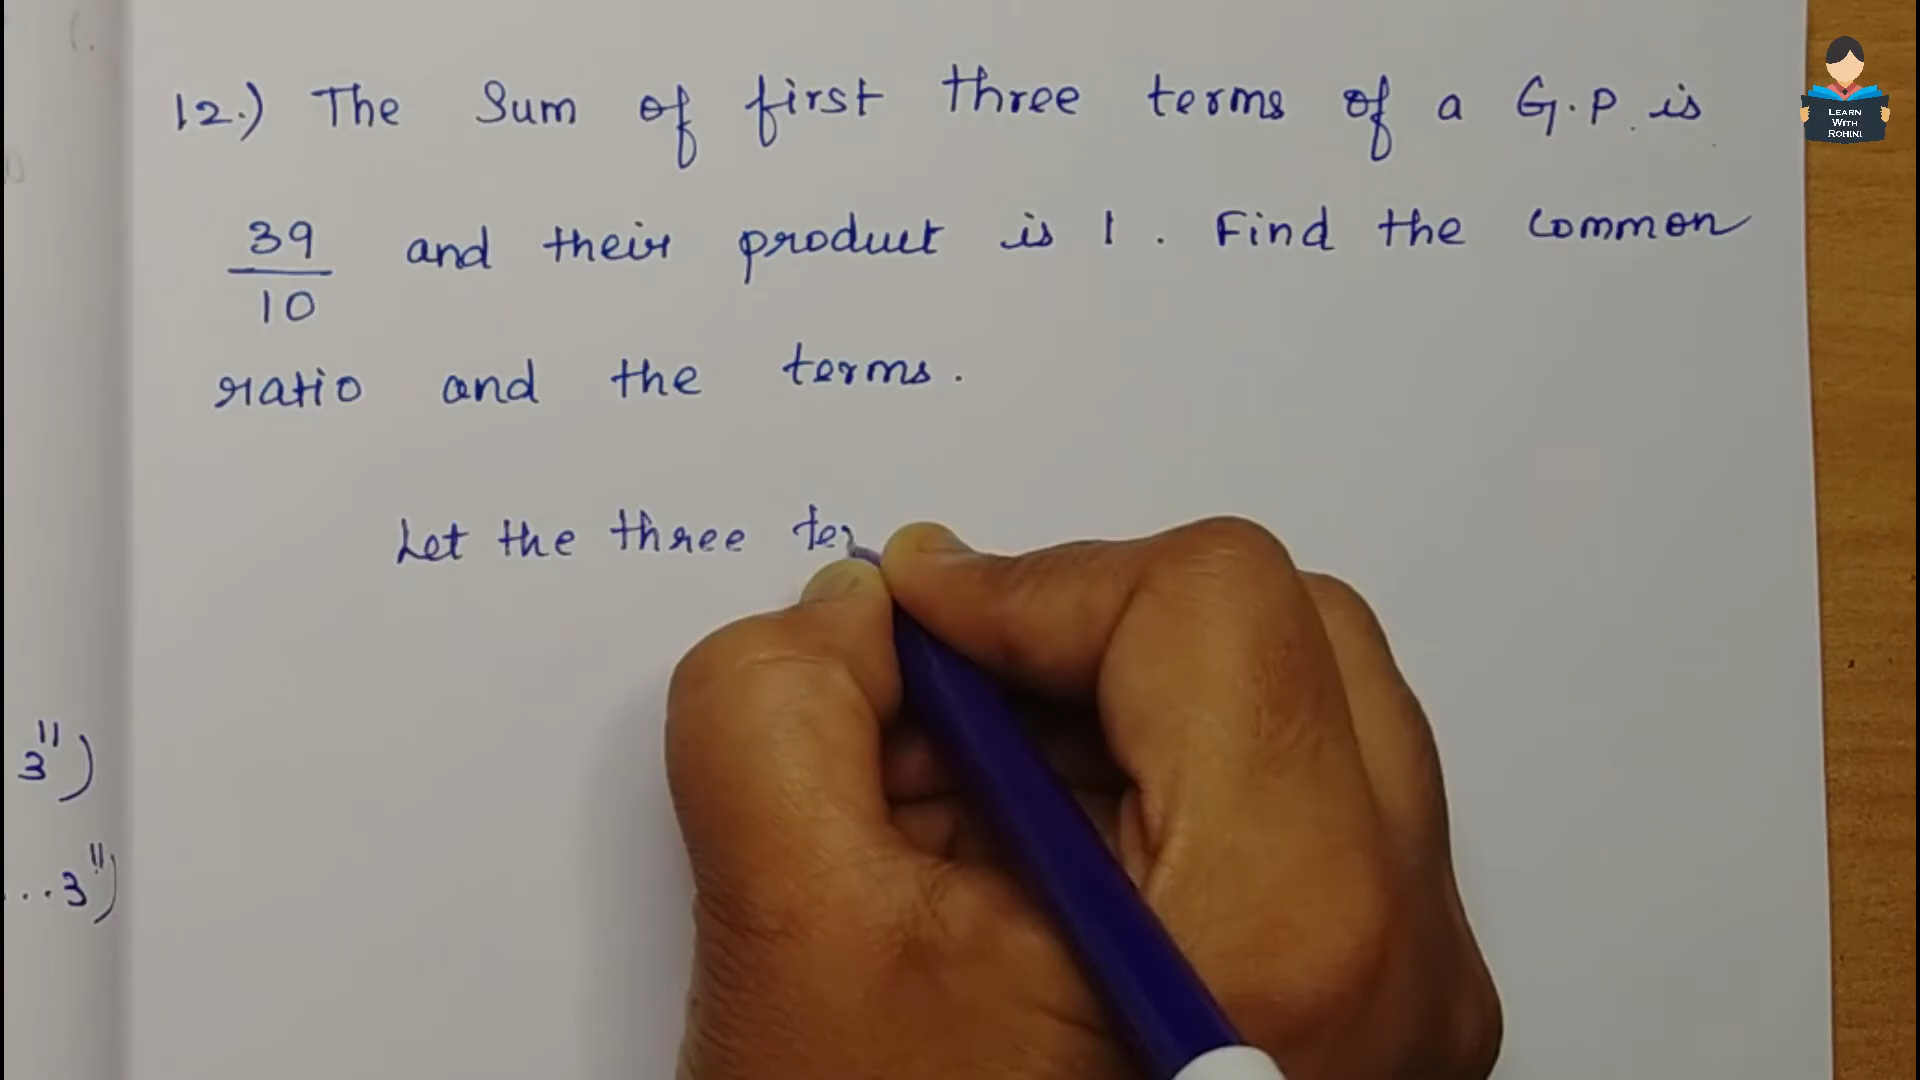 12.) The Sum of first three terms of a G.P. is
39
10
and their product is 1. Find the common
ratio and the terms.
Let the three ter
3")
...3")
LEARN
WITH
ROHINI